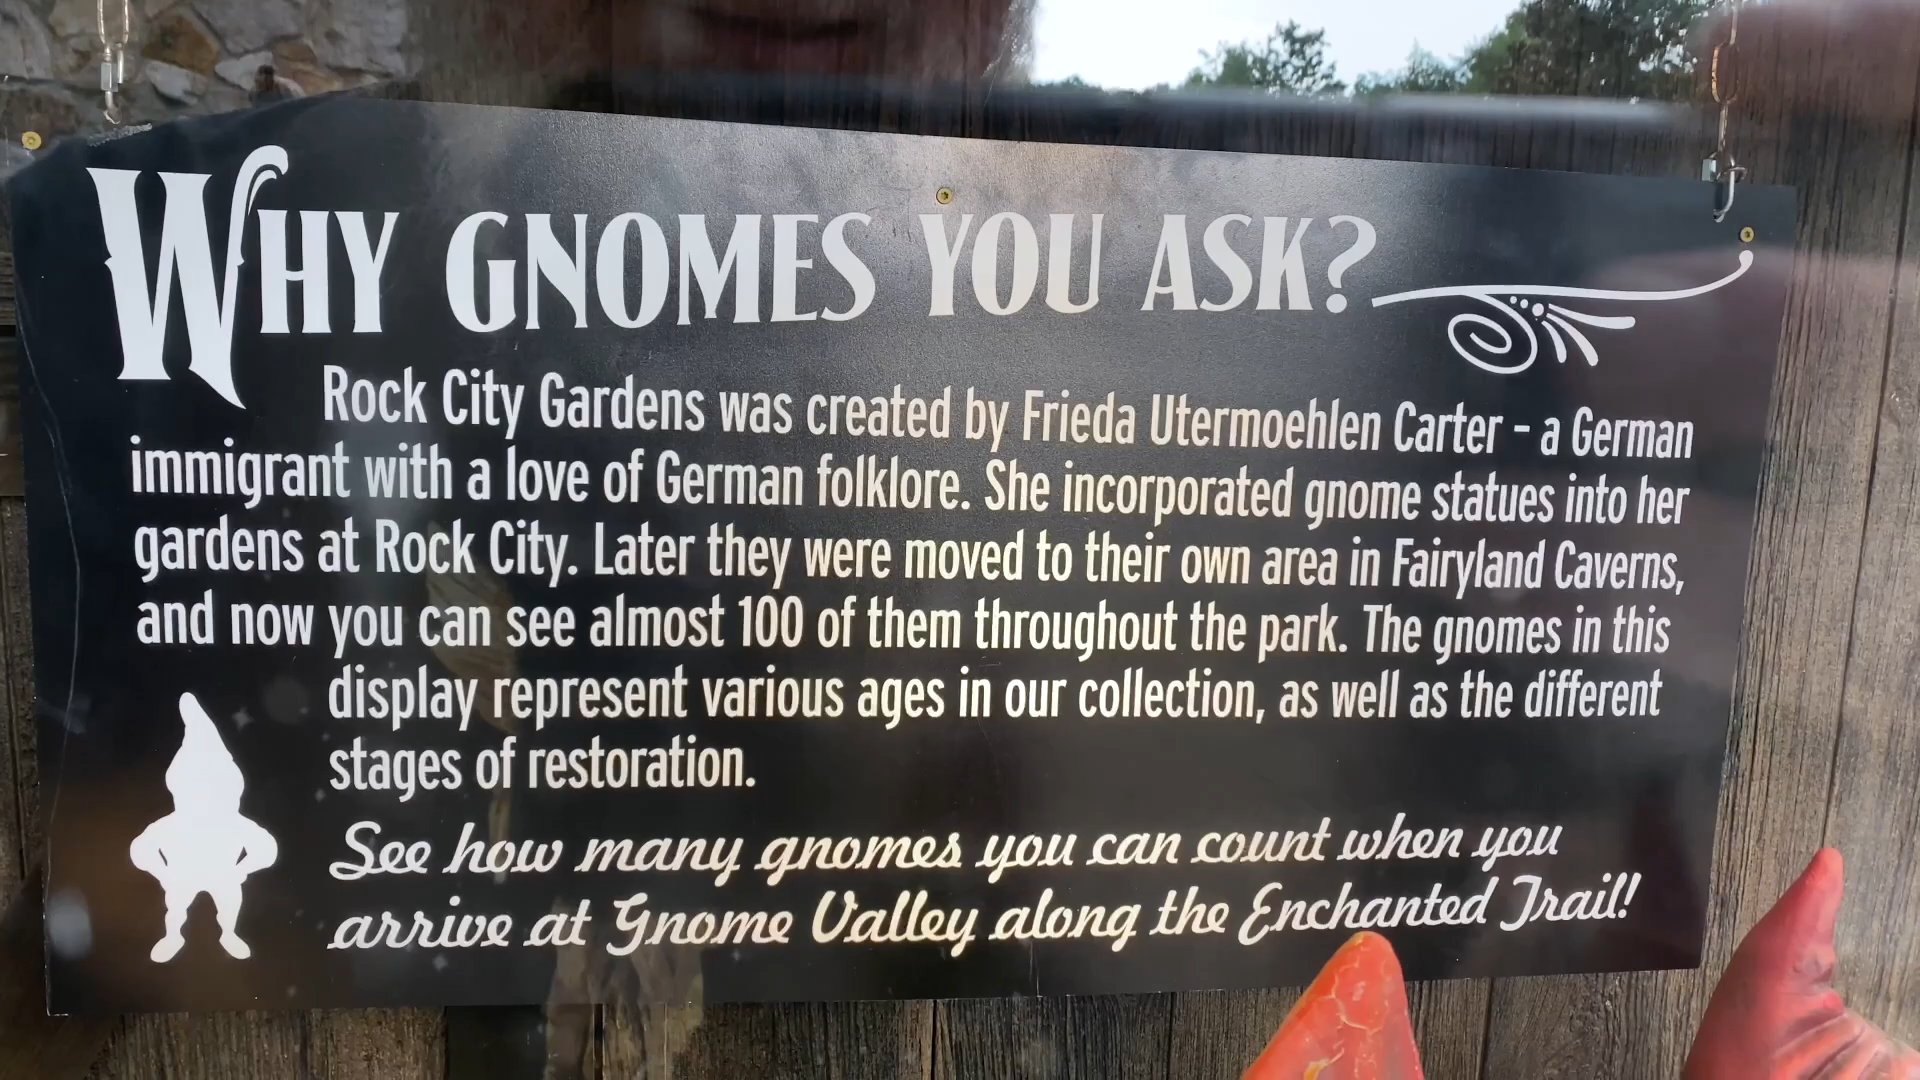 WHY GNOMES YOU ASK?
Rock City Gardens was created by Frieda Utermoehlen Carter - a German
immigrant with a love of German folklore. She incorporated gnome statues into her
gardens at Rock City. Later they were moved to their own area in Fairyland Caverns,
and now you can see almost 100 of them throughout the park. The gnomes in this
display represent various ages in our collection, as well as the different
stages of restoration.
See how many gnomes you can count when you
arrive at Gnome Valley along the Enchanted Trail!